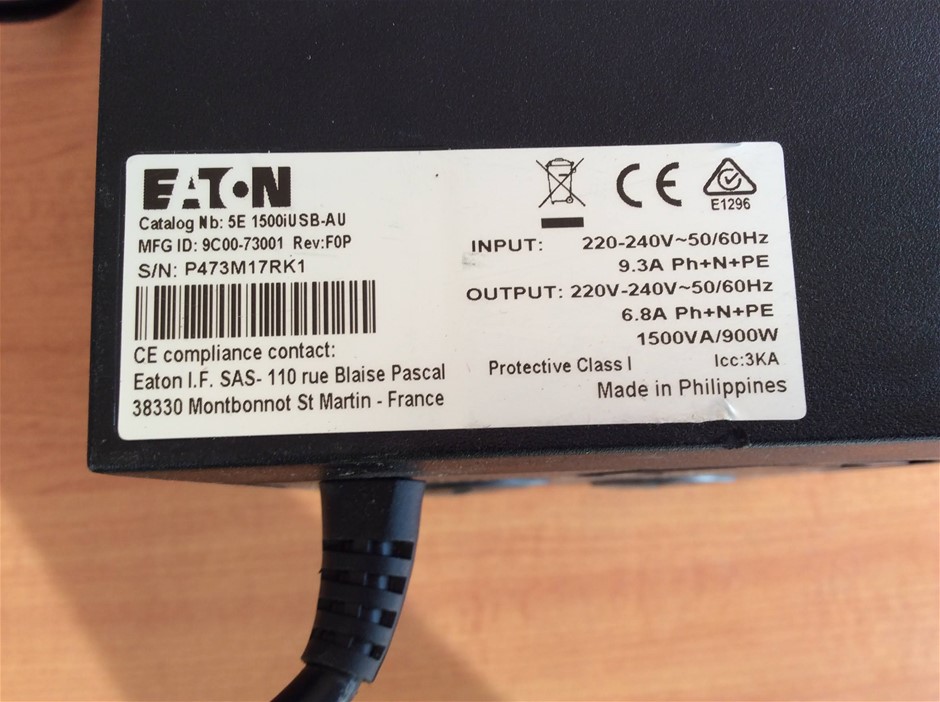 EATON
Catalog Nb: 5E 1500iUSB-AU
MFG ID: 9C00-73001 Rev:F0P
S/N: P473M17RK1
CE compliance contact:
Eaton I.F. SAS- 110 rue Blaise Pascal
38330 Montbonnot St Martin - France
CE
E1296
INPUT: 220-240V~50/60Hz
9.3A Ph+N+PE
OUTPUT: 220V-240V~50/60Hz
6.8A Ph+N+PE
1500VA/900W
Protective Class I Icc:3KA
Made in Philippines